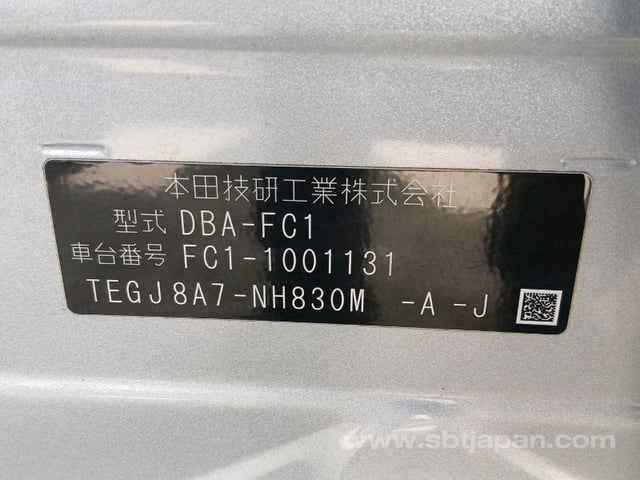 本田技研工業株式会社
型式 DBA-FC1
車台番号 FC1-1001131
TEGJ8A7-NH830M -A-J
www.sbtjapan.com